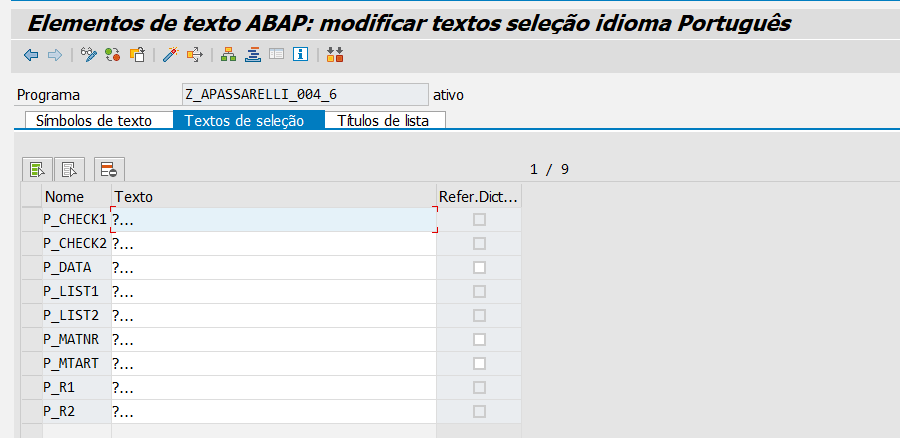 Elementos de texto ABAP: modificar textos seleção idioma Português
Programa Z_APASSARELLI_004_6 ativo
Símbolos de texto Textos de seleção Títulos de lista
1 / 9
Nome Texto Refer.Dict...
P_CHECK1 ?...
P_CHECK2 ?...
P_DATA ?...
P_LIST1 ?...
P_LIST2 ?...
P_MATNR ?...
P_MTART ?...
P_R1 ?...
P_R2 ?...